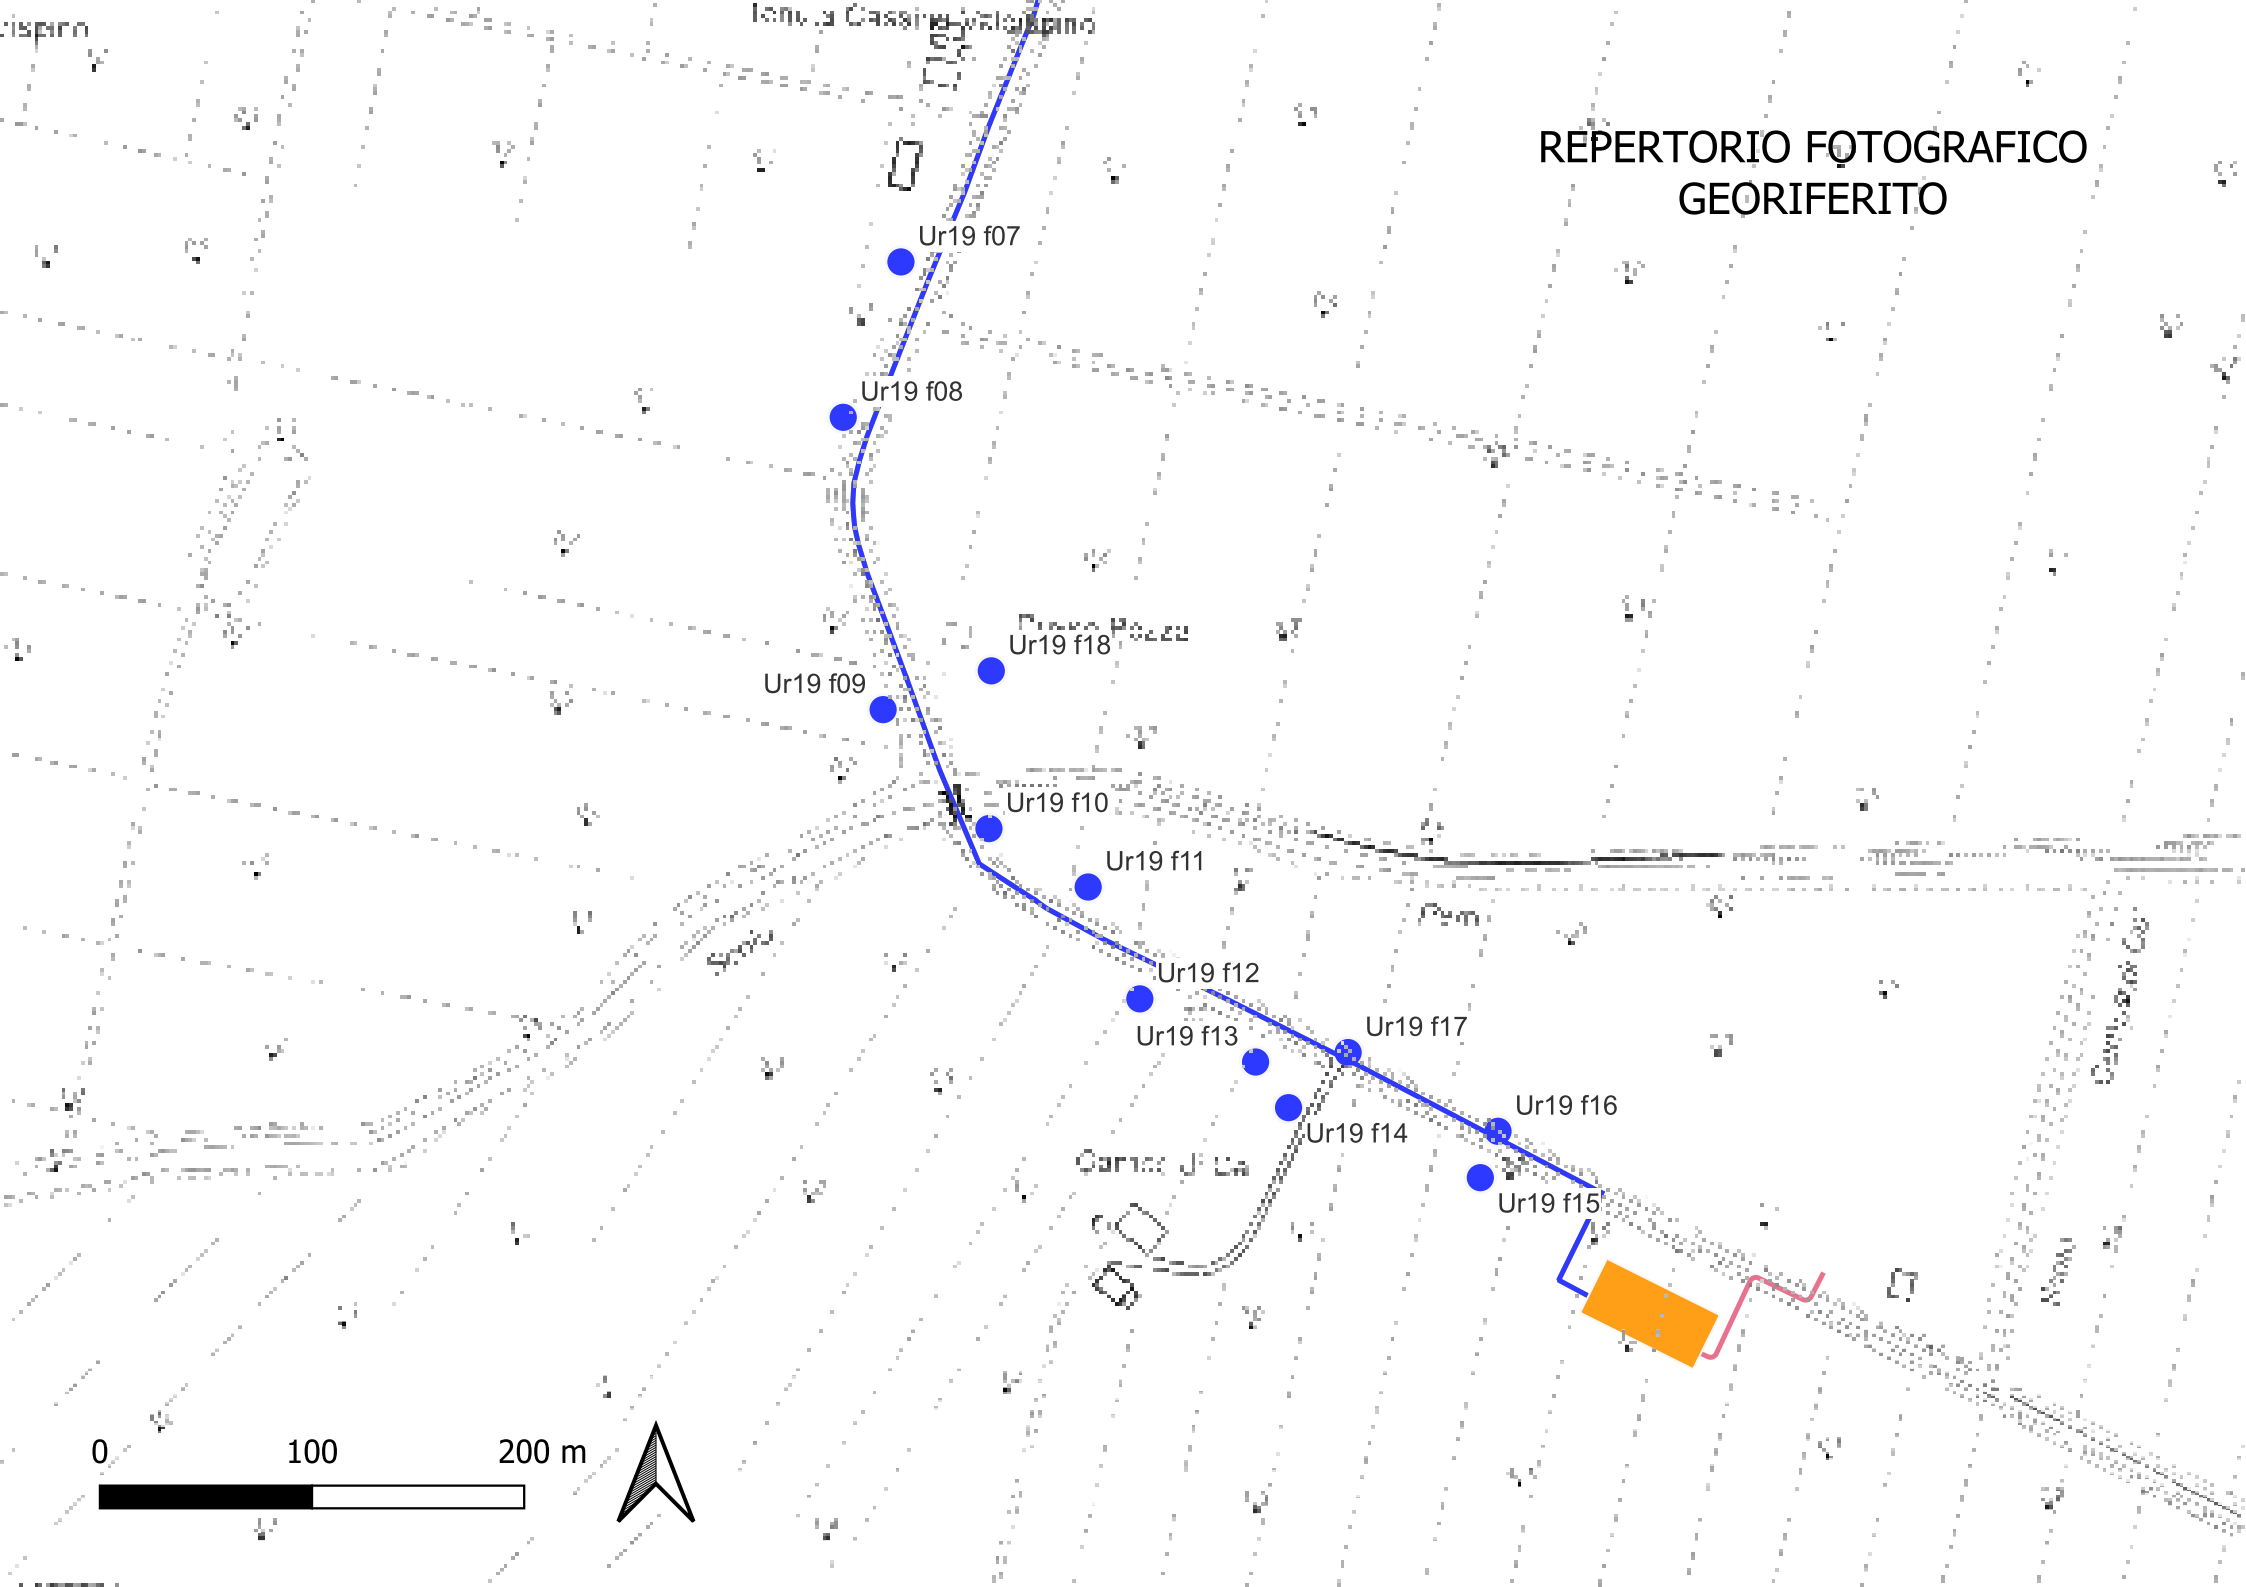 REPERTORIO FOTOGRAFICO
GEORIFERITO
Ur19 f07
Ur19 f08
Ur19 f18
Ur19 f09
Ur19 f10
Ur19 f11
Ur19 f12
Ur19 f13
Ur19 f17
Ur19 f14
Ur19 f16
Ur19 f15
0 100 200 m